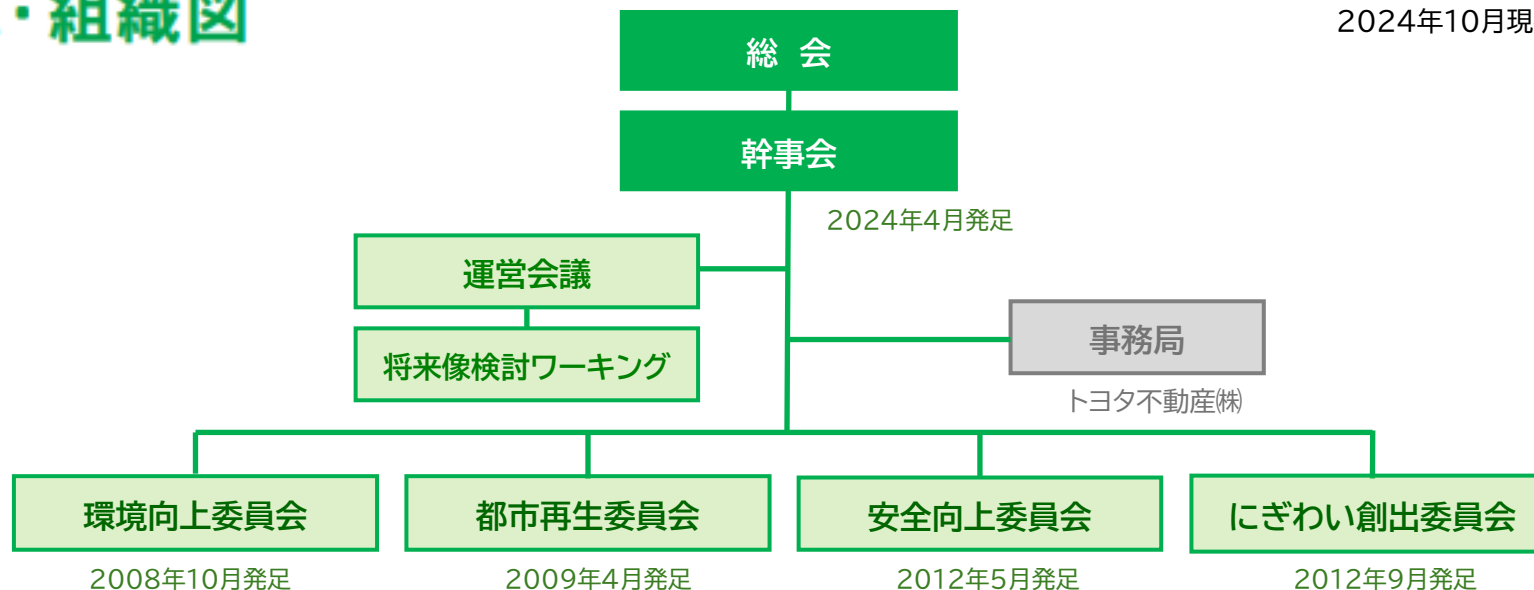 ・組織図
2024年10月現
総 会
幹事会
2024年4月発足
運営会議
将来像検討ワーキング
事務局
トヨタ不動産㈱
環境向上委員会
都市再生委員会
安全向上委員会
にぎわい創出委員会
2008年10月発足
2009年4月発足
2012年5月発足
2012年9月発足